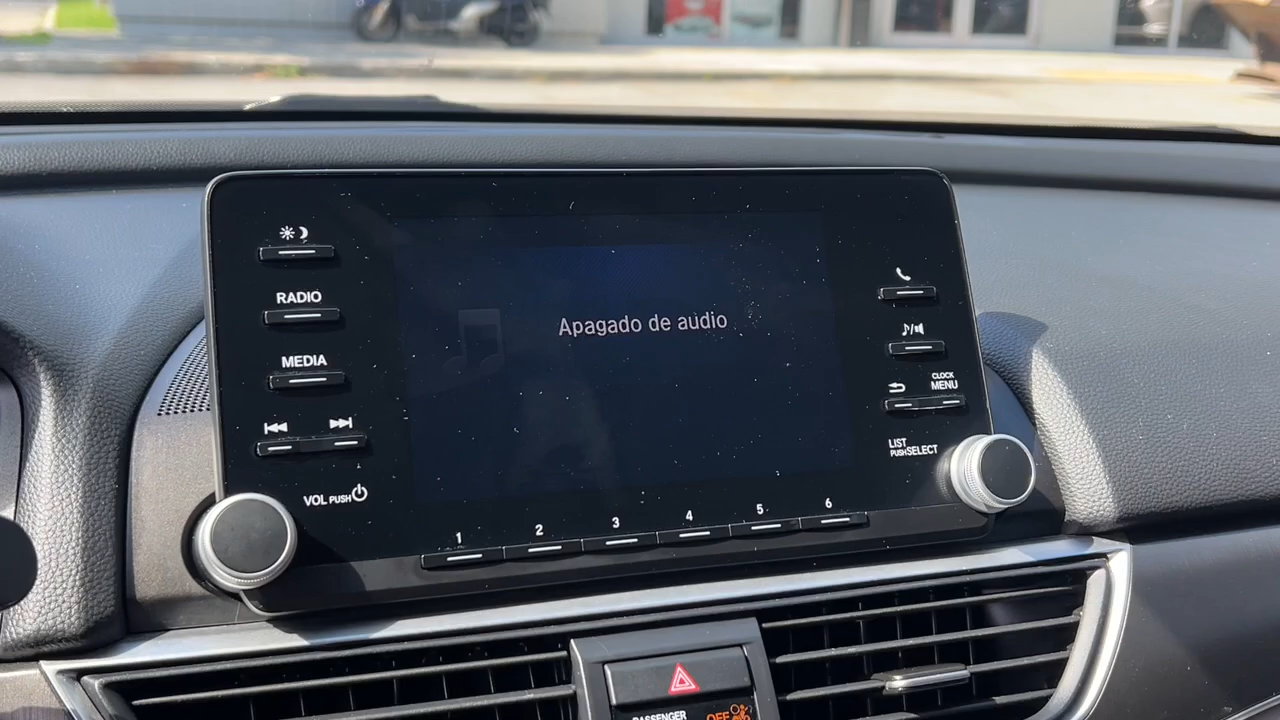 RADIO
MEDIA
VOL PUSH
Apagado de audio
CLOCK
MENU
LIST
PUSH SELECT
1 2 3 4 5 6
PASSENGER
OFF